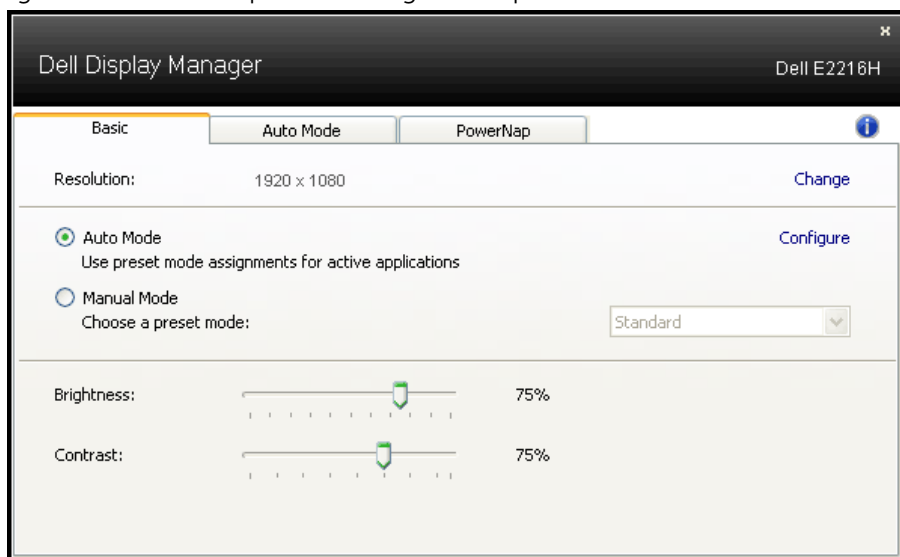 Dell Display Manager
Dell E2216H
Basic
Auto Mode
PowerNap
Resolution:
1920 x 1080
Change
Auto Mode
Configure
Use preset mode assignments for active applications
Manual Mode
Choose a preset mode:
Standard
Brightness:
75%
Contrast:
75%